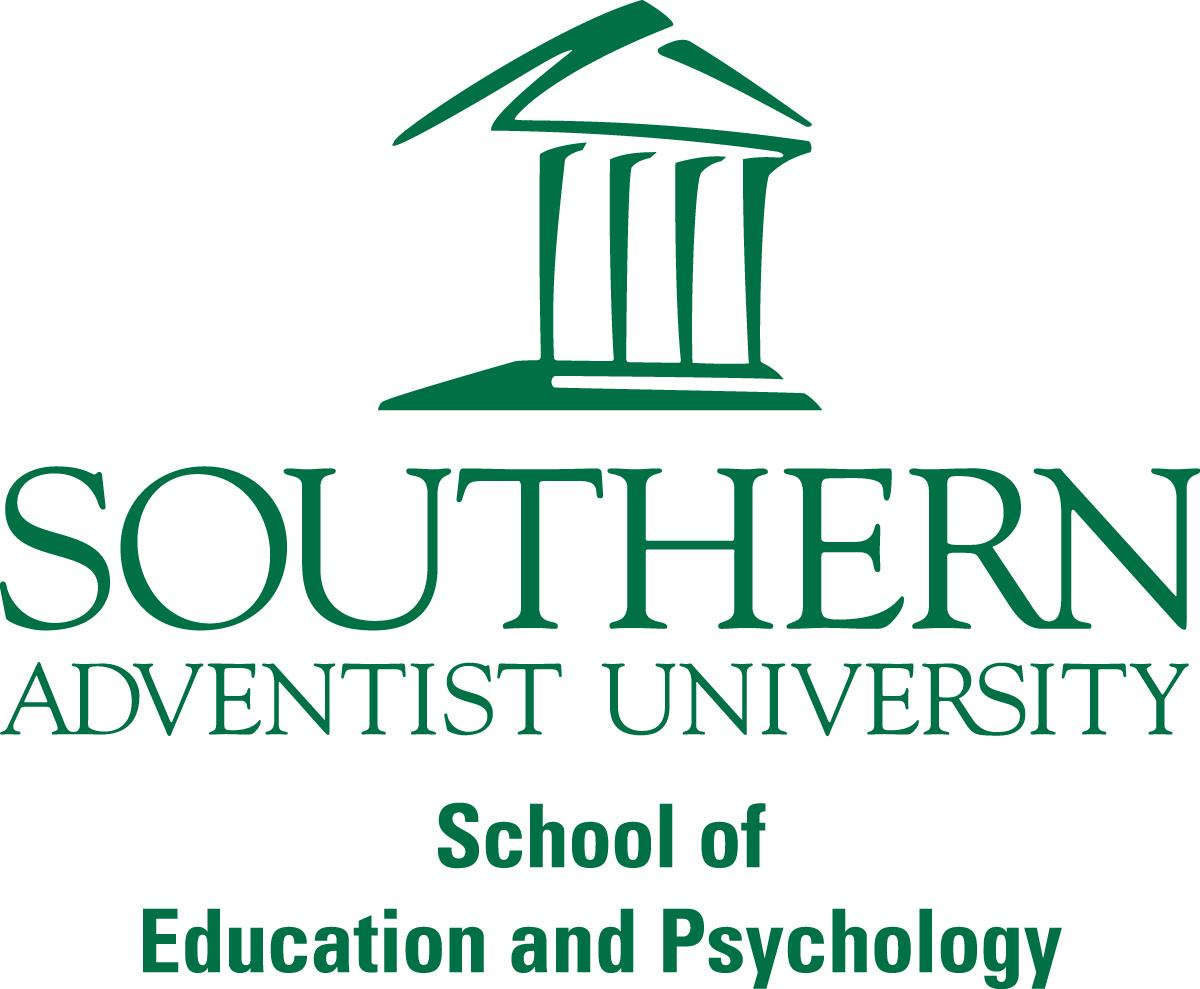 SOUTHERN
ADVENTIST UNIVERSITY
School of
Education and Psychology